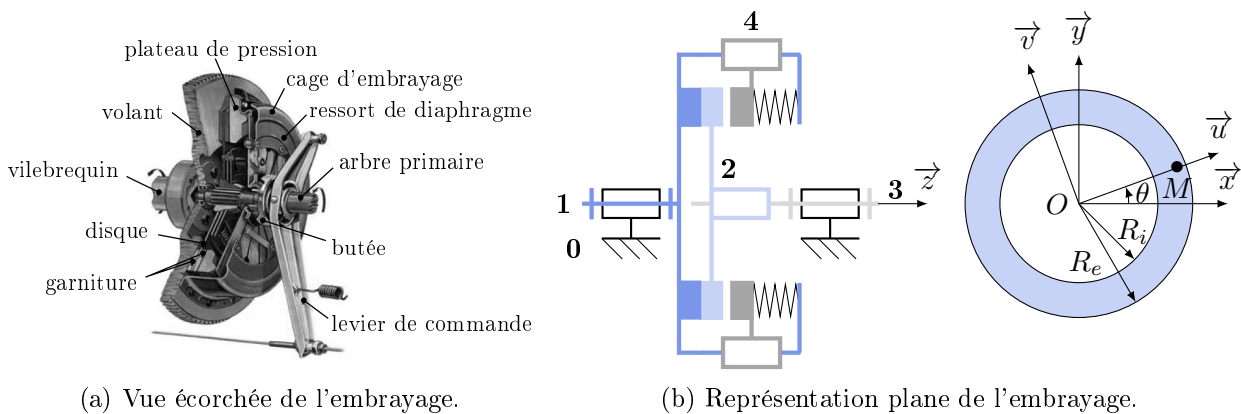 plateau de pression
cage d'embrayage
ressort de diaphragme
volant
arbre primaire
vilebrequin
disque
butée
garniture
levier de commande
(a) Vue écorchée de l'embrayage.
4
2
1
3
z
0
v
y
u
x
M
θ
O
R_i
R_e
(b) Représentation plane de l'embrayage.